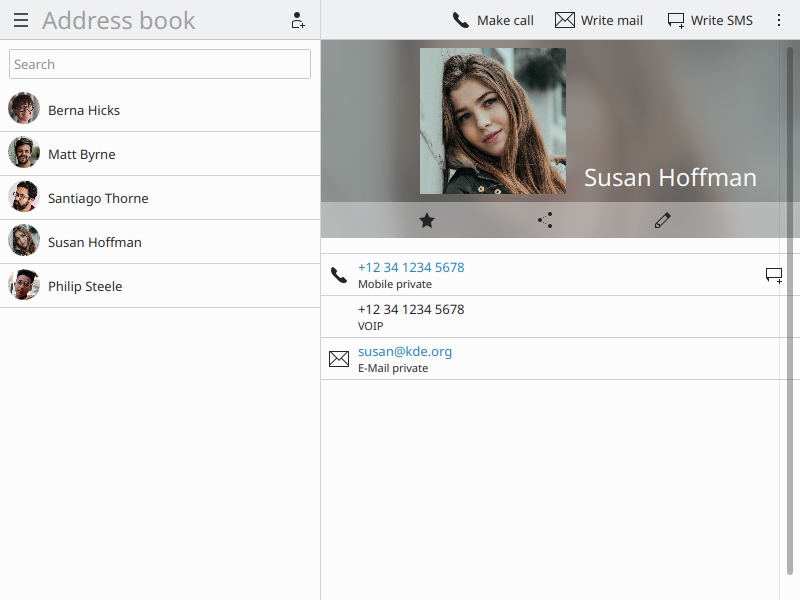 Address book
Make call
Write mail
Write SMS
Search
Berna Hicks
Matt Byrne
Santiago Thorne
Susan Hoffman
Philip Steele
Susan Hoffman
+12 34 1234 5678
Mobile private
+12 34 1234 5678
VOIP
susan@kde.org
E-Mail private